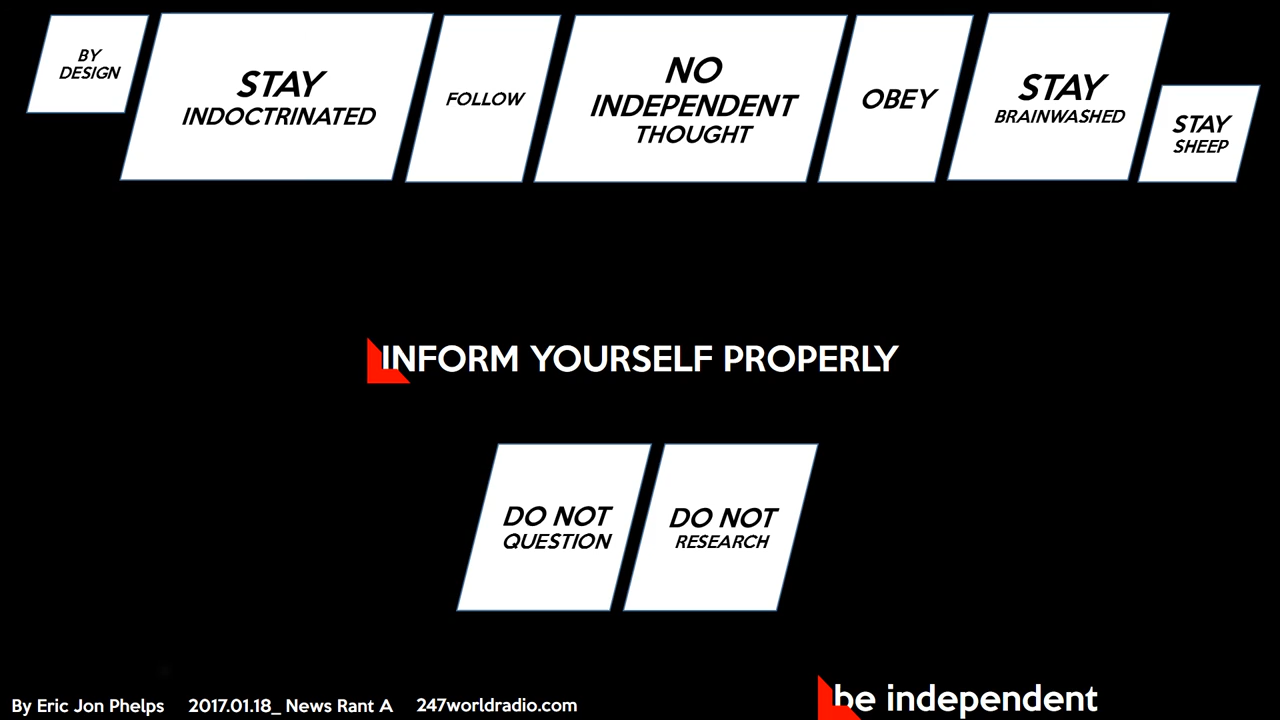 BY
DESIGN
STAY
INDOCTRINATED
FOLLOW
NO
INDEPENDENT
THOUGHT
OBEY
STAY
BRAINWASHED
STAY
SHEEP
INFORM YOURSELF PROPERLY
DO NOT
QUESTION
DO NOT
RESEARCH
By Eric Jon Phelps 2017.01.18_ News Rant A 247worldradio.com
be independent